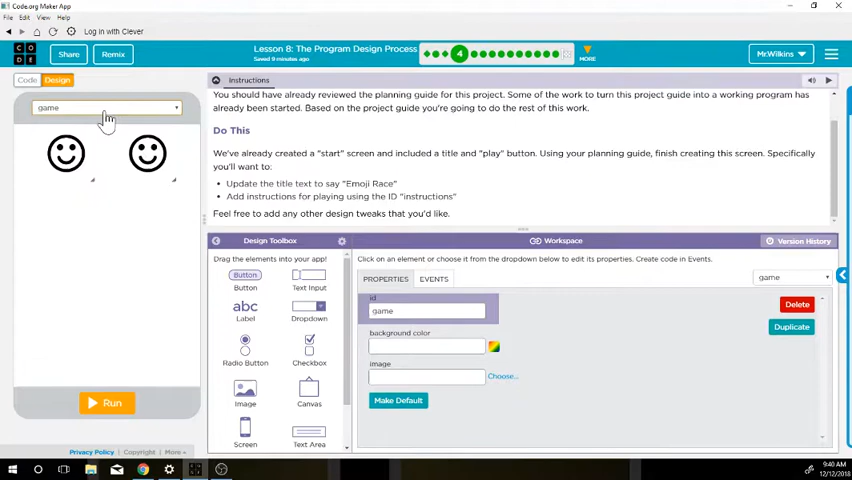 Code.org Maker App
File Edit View Help
Log In with Clever
C O
D E
Share
Remix
Lesson 8: The Program Design Process
Saved 9 minutes ago
4
MORE
Mr.Wilkins
Code
Design
Instructions
game
You should have already reviewed the planning guide for this project. Some of the work to turn this project guide into a working program has
already been started. Based on the project guide you're going to do the rest of this work.
Do This
We've already created a "start" screen and included a title and "play" button. Using your planning guide, finish creating this screen. Specifically
you'll want to:
• Update the title text to say "Emoji Race"
• Add instructions for playing using the ID "instructions"
Feel free to add any other design tweaks that you'd like.
Design Toolbox
Workspace
Version History
Drag the elements into your app!
Click on an element or choose it from the dropdown below to edit its properties. Create code in Events.
Button
Button
Text Input
abc
Label
Dropdown
Radio Button
Checkbox
Image
Canvas
Screen
Text Area
PROPERTIES
EVENTS
game
id
game
Delete
Duplicate
background color
image
Choose...
Make Default
Run
Privacy Policy | Copyright | More
9:40 AM
12/12/2018